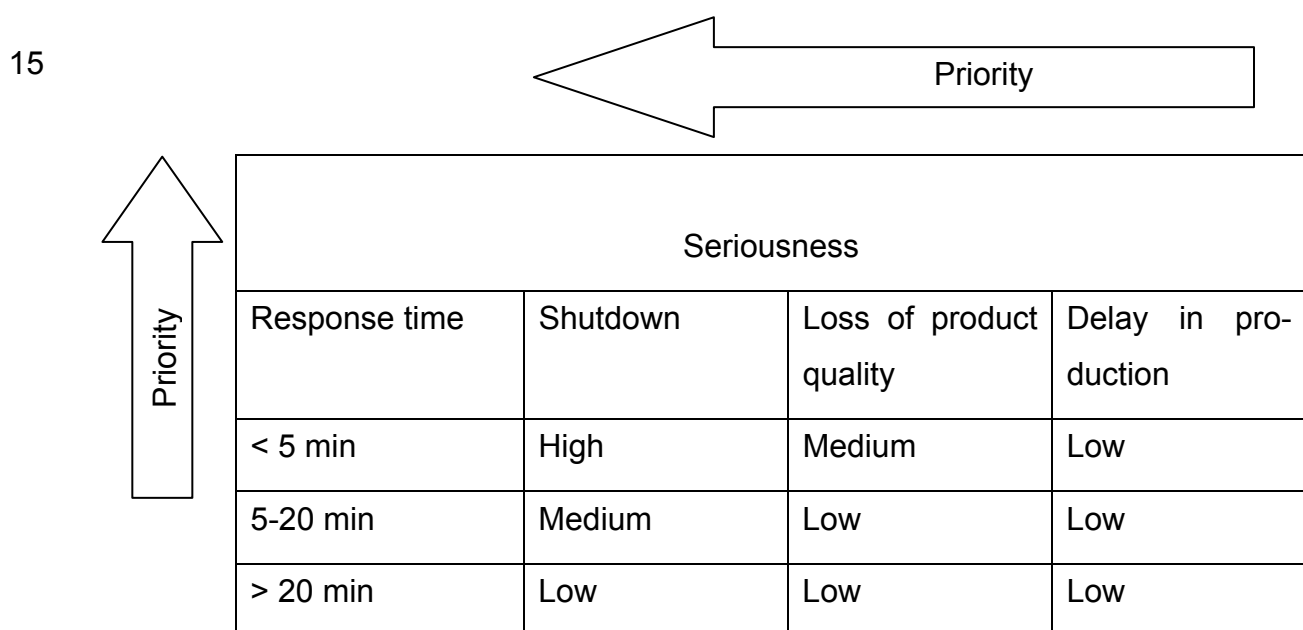 15
Priority
Priority
Seriousness
Response time Shutdown Loss of product quality Delay in pro-duction
< 5 min High Medium Low
5-20 min Medium Low Low
> 20 min Low Low Low